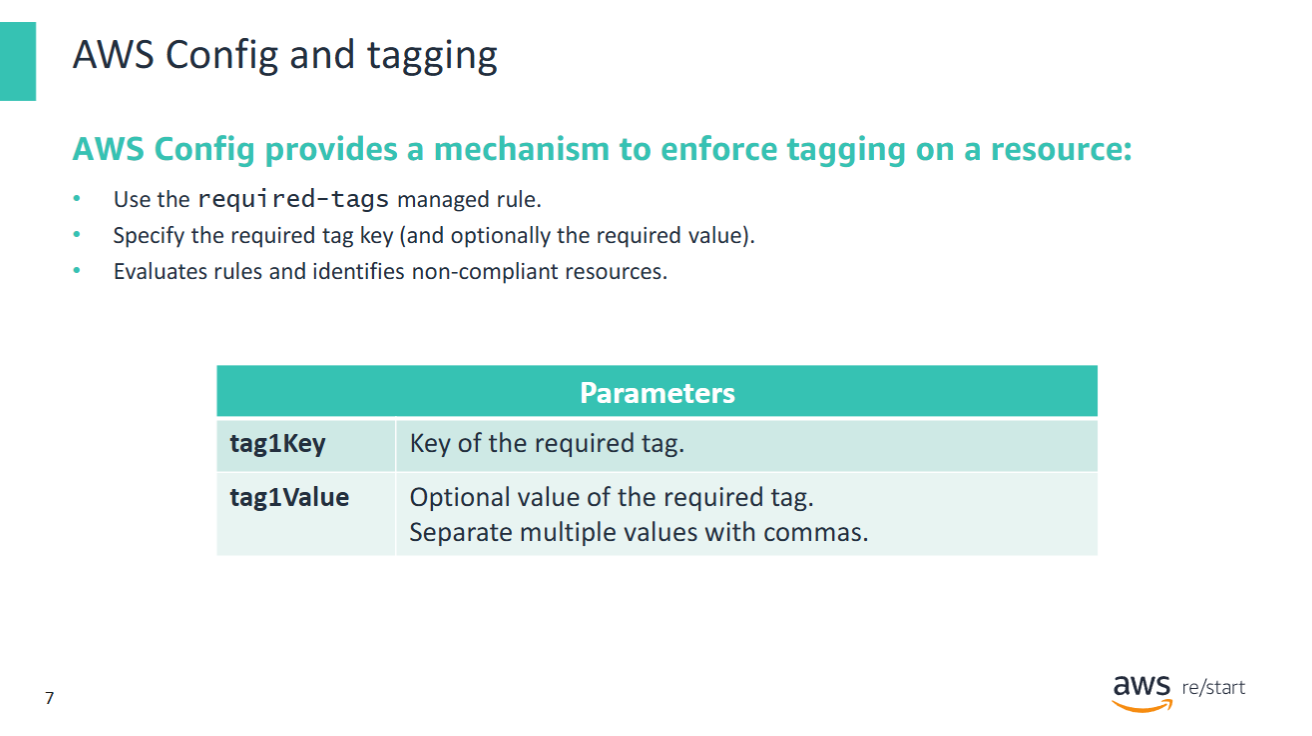 AWS Config and tagging
AWS Config provides a mechanism to enforce tagging on a resource:
• Use the required-tags managed rule.
• Specify the required tag key (and optionally the required value).
• Evaluates rules and identifies non-compliant resources.
Parameters
tag1Key Key of the required tag.
tag1Value Optional value of the required tag.
Separate multiple values with commas.
7
aws re/start